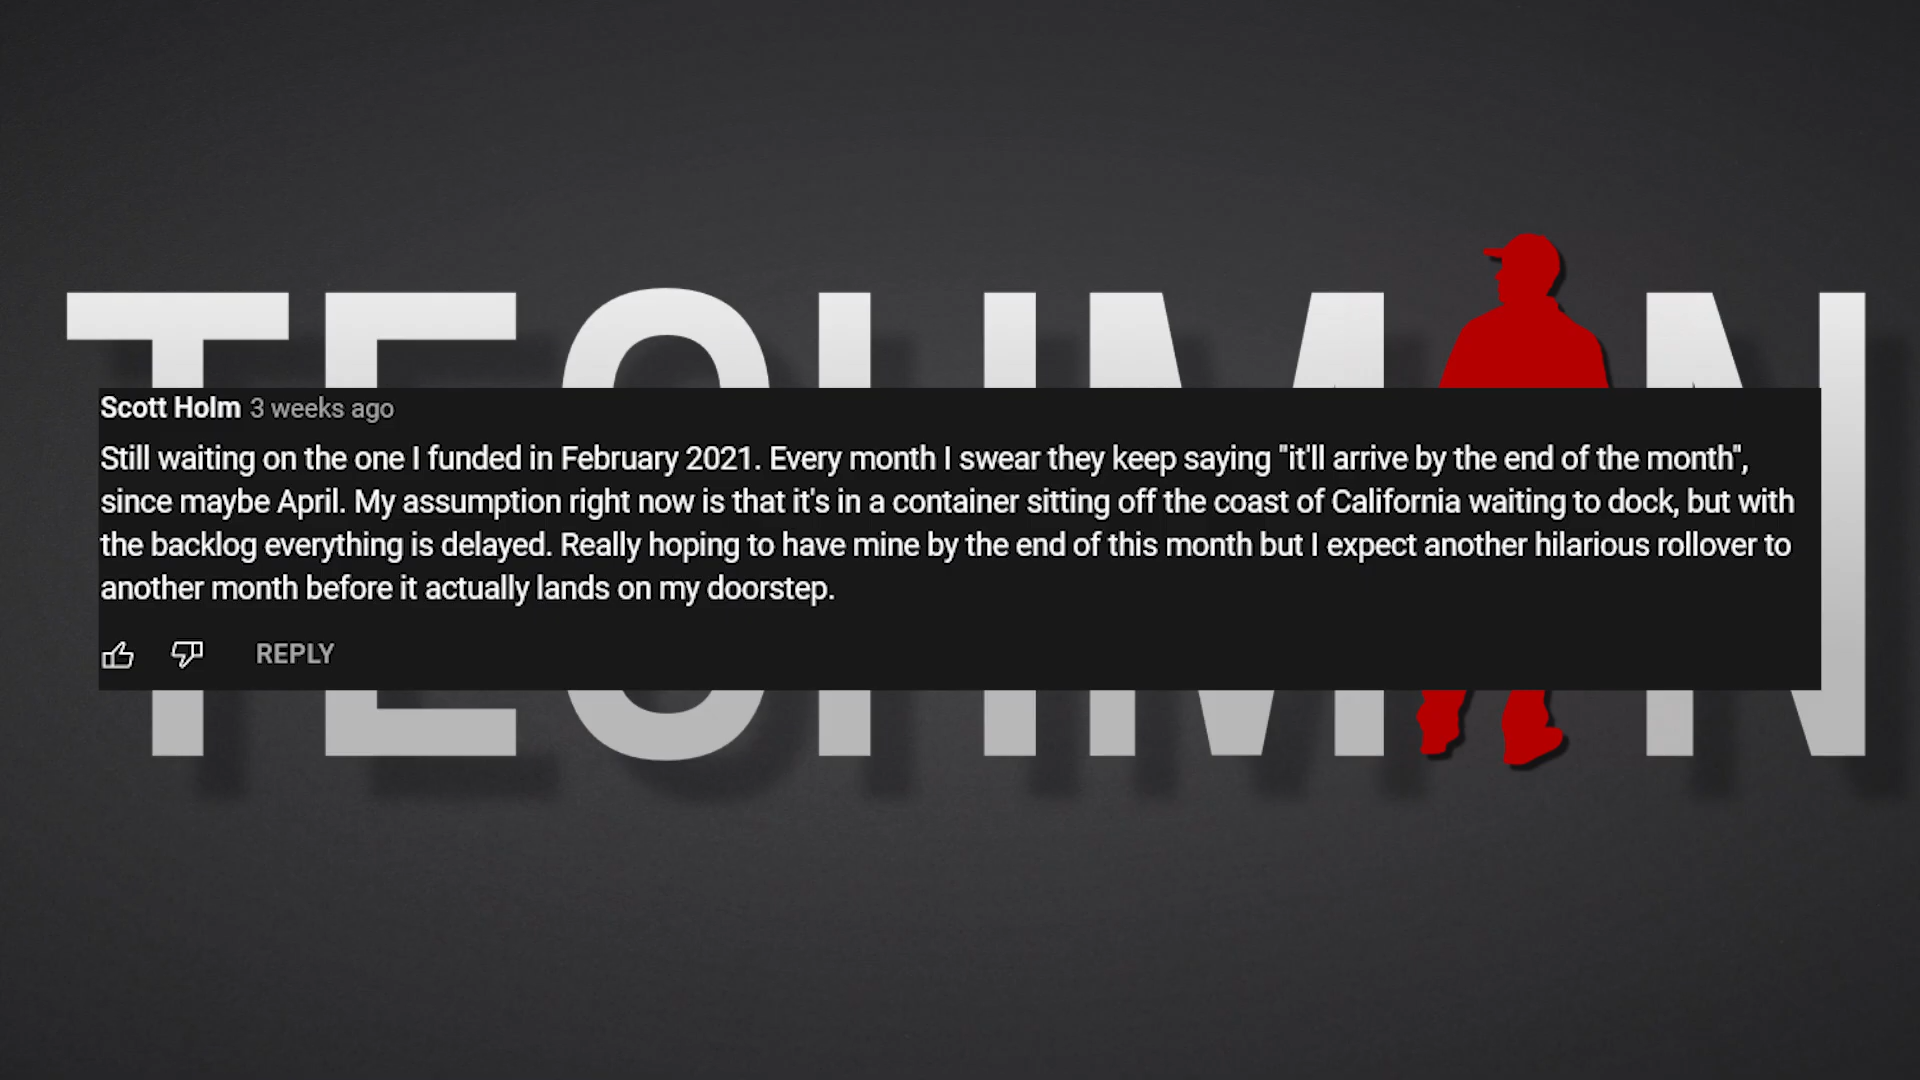 TECHMAN
Scott Holm 3 weeks ago
Still waiting on the one I funded in February 2021. Every month I swear they keep saying "it'll arrive by the end of the month",
since maybe April. My assumption right now is that it's in a container sitting off the coast of California waiting to dock, but with
the backlog everything is delayed. Really hoping to have mine by the end of this month but I expect another hilarious rollover to
another month before it actually lands on my doorstep.
REPLY